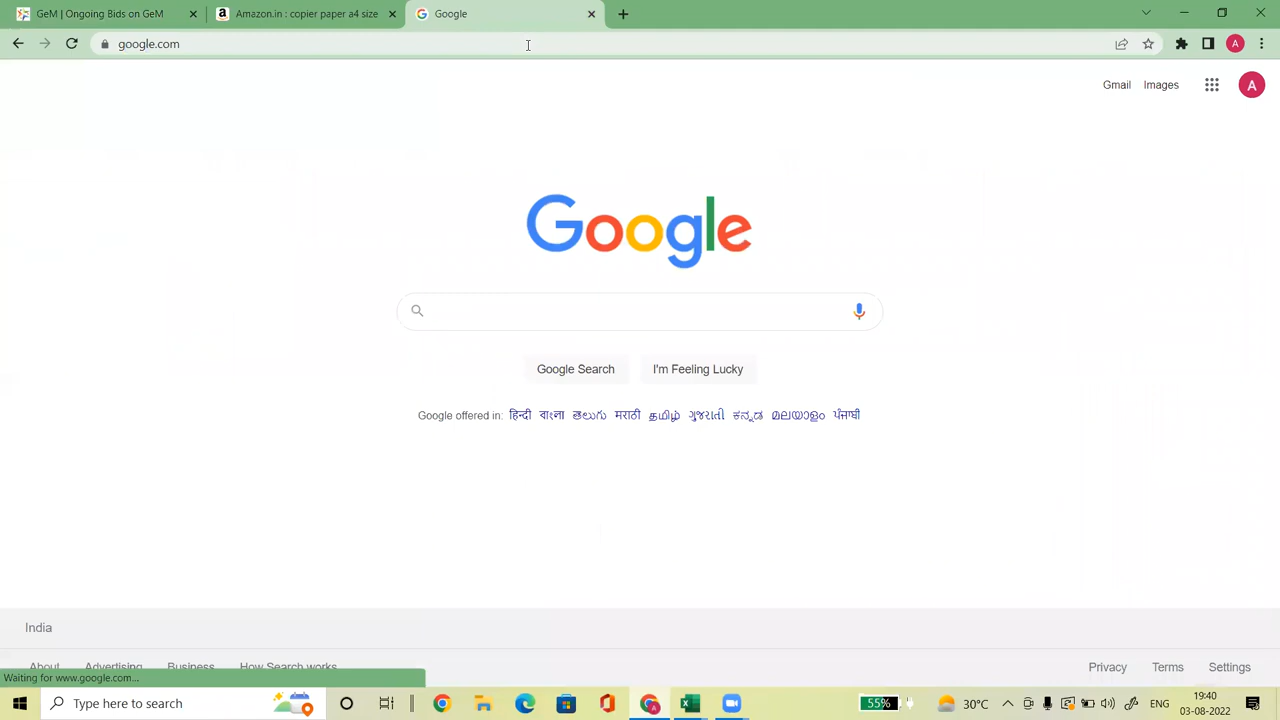 GeM | Ongoing Bids on GeM
Amazon.in : copier paper a4 size
Google
google.com
A
Gmail Images A
Google
Google Search I'm Feeling Lucky
Google offered in: हिन्दी বাংলা తెలుగు मराठी தமிழ் ગુજરાતી ಕನ್ನಡ മലയാളം ਪੰਜਾਬੀ
India
About Advertising Business How Search works
Privacy Terms Settings
Waiting for www.google.com...
Type here to search
55% 30°C ENG 19:40
03-08-2022